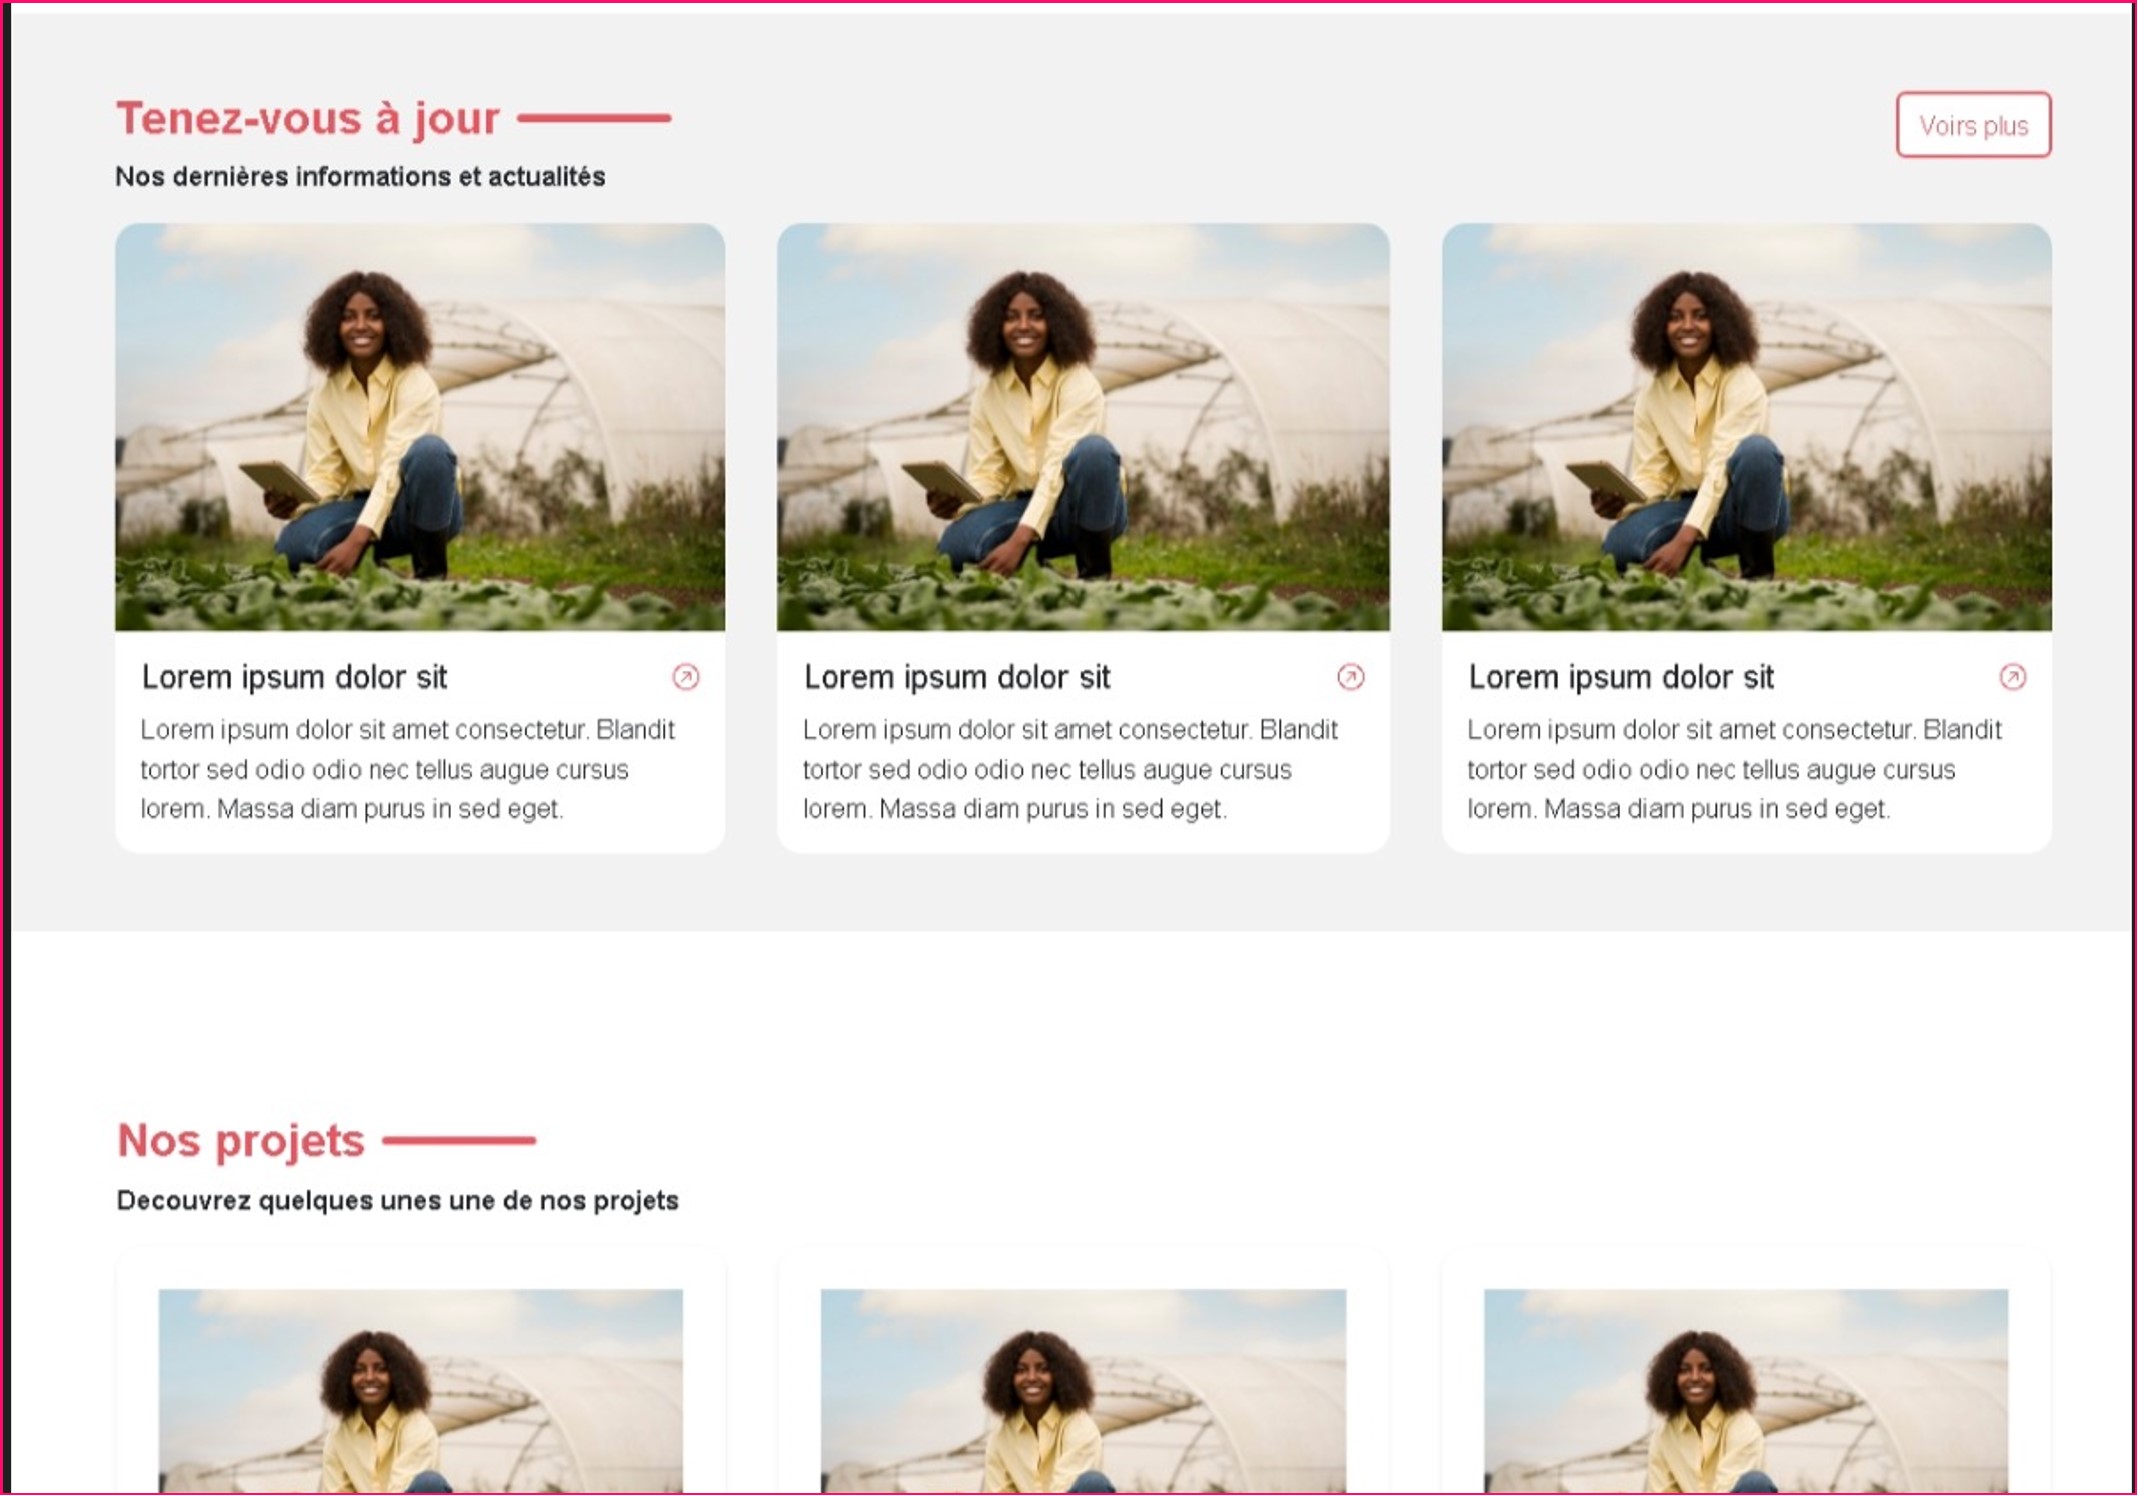 Tenez-vous à jour
Voirs plus
Nos dernières informations et actualités
Lorem ipsum dolor sit
Lorem ipsum dolor sit amet consectetur. Blandit
tortor sed odio odio nec tellus augue cursus
lorem. Massa diam purus in sed eget.
Lorem ipsum dolor sit
Lorem ipsum dolor sit amet consectetur. Blandit
tortor sed odio odio nec tellus augue cursus
lorem. Massa diam purus in sed eget.
Lorem ipsum dolor sit
Lorem ipsum dolor sit amet consectetur. Blandit
tortor sed odio odio nec tellus augue cursus
lorem. Massa diam purus in sed eget.
Nos projets
Decouvrez quelques unes une de nos projets